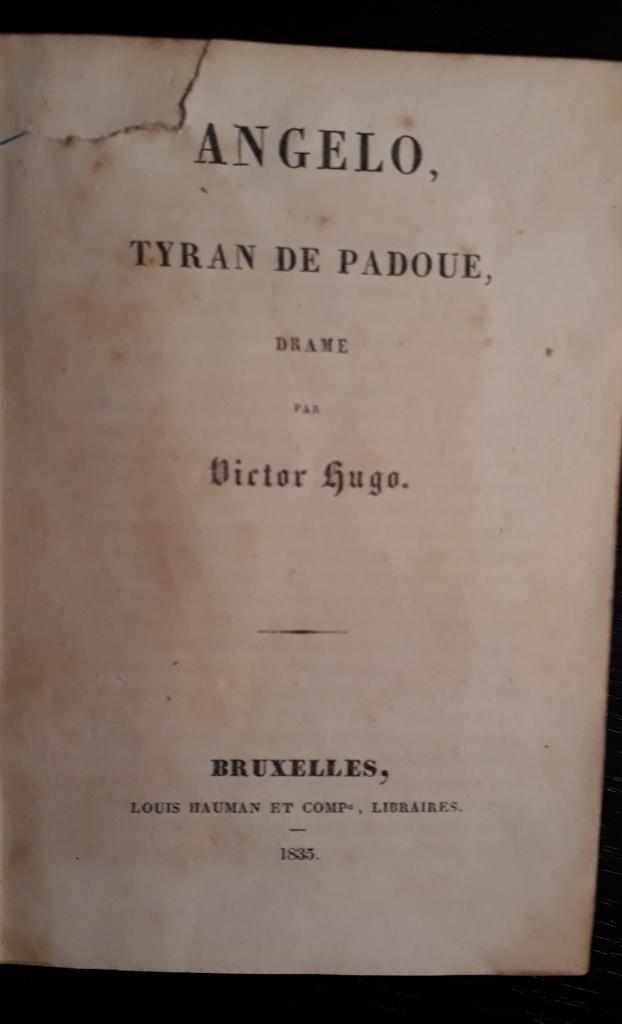 ANGELO,
TYRAN DE PADOUE,
DRAME
PAR
Victor Hugo.
BRUXELLES,
LOUIS HAUMAN ET COMPe, LIBRAIRES.
1835.